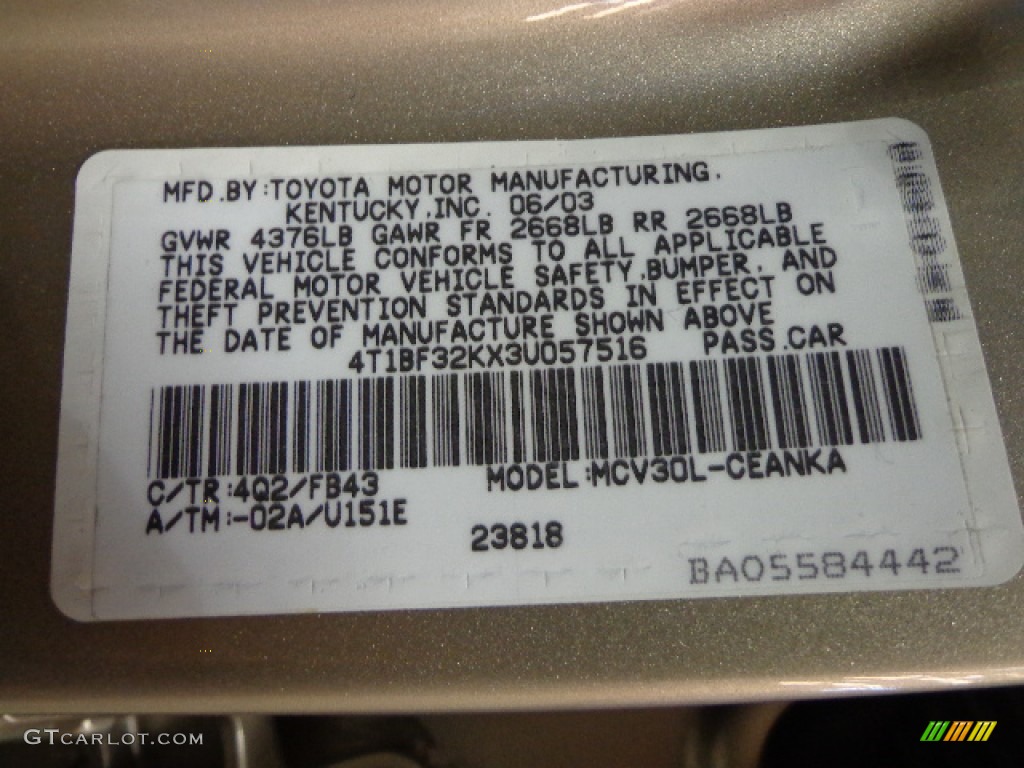 MFD.BY:TOYOTA MOTOR MANUFACTURING.
KENTUCKY,INC. 06/03
GVWR 4376LB GAWR FR 2668LB RR 2668LB
THIS VEHICLE CONFORMS TO ALL APPLICABLE
FEDERAL MOTOR VEHICLE SAFETY,BUMPER, AND
THEFT PREVENTION STANDARDS IN EFFECT ON
THE DATE OF MANUFACTURE SHOWN ABOVE
4T1BF32KX3U057516 PASS.CAR
C/TR:4Q2/FB43 MODEL:MCV30L-CEANKA
A/TM:-02A/U151E
23818
BA05584442
GTCARLOT.COM